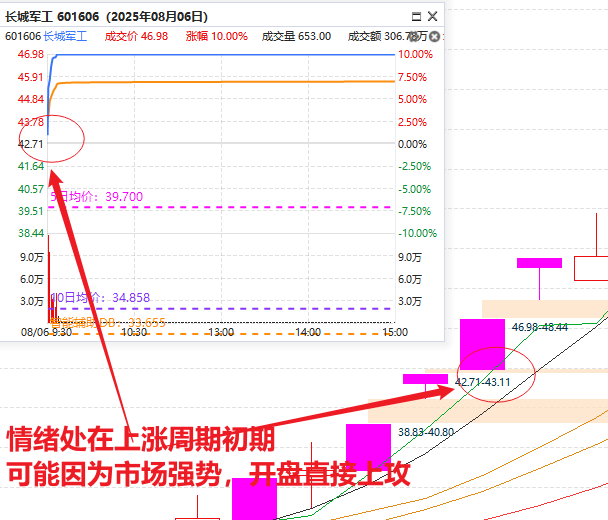 长城军工 601606（2025年08月06日）
601606 长城军工 成交价 46.98 涨幅 10.00% 成交量 653.00 成交额 306.78万
46.98 10.00%
45.91 7.50%
44.84 5.00%
43.78 2.50%
42.71 0.00%
41.64 -2.50%
40.57 -5.00%
5日均价：39.700
39.51 -7.50%
38.44 -10.00%
9.0万 9.0万
6.0万 6.0万
10日均价：34.858
3.0万 3.0万
08/06 9:30 10:30 13:00 14:00 15:00
46.98-48.44
42.71-43.11
38.83-40.80
情绪处在上涨周期初期
可能因为市场强势，开盘直接上攻